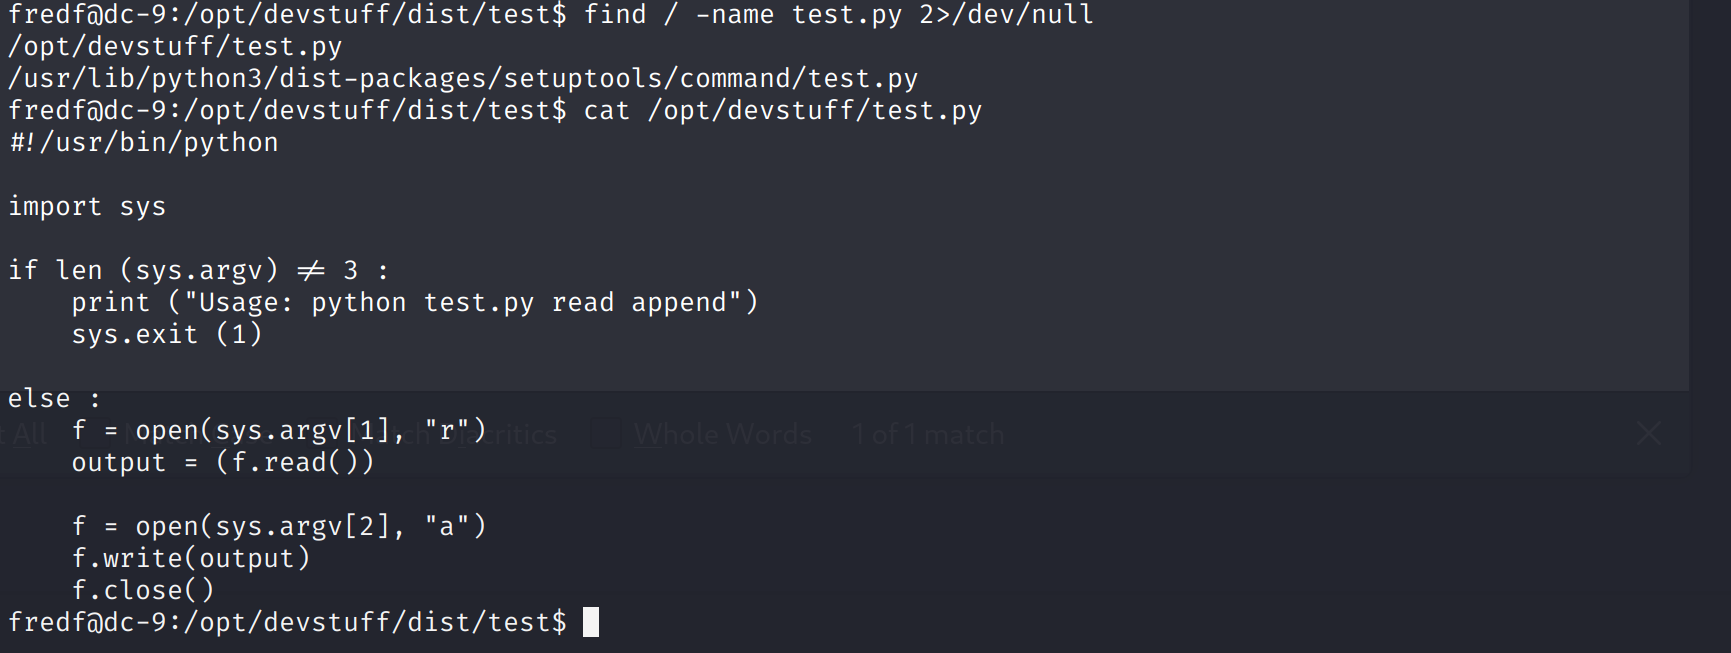 fredf@dc-9:/opt/devstuff/dist/test$ find / -name test.py 2>/dev/null
/opt/devstuff/test.py
/usr/lib/python3/dist-packages/setuptools/command/test.py
fredf@dc-9:/opt/devstuff/dist/test$ cat /opt/devstuff/test.py
#!/usr/bin/python

import sys

if len (sys.argv) ≠ 3 :
    print ("Usage: python test.py read append")
    sys.exit (1)

else :
    f = open(sys.argv[1], "r")
t All Diacritics Whole Words 1 of 1 match
    output = (f.read())

    f = open(sys.argv[2], "a")
    f.write(output)
    f.close()
fredf@dc-9:/opt/devstuff/dist/test$